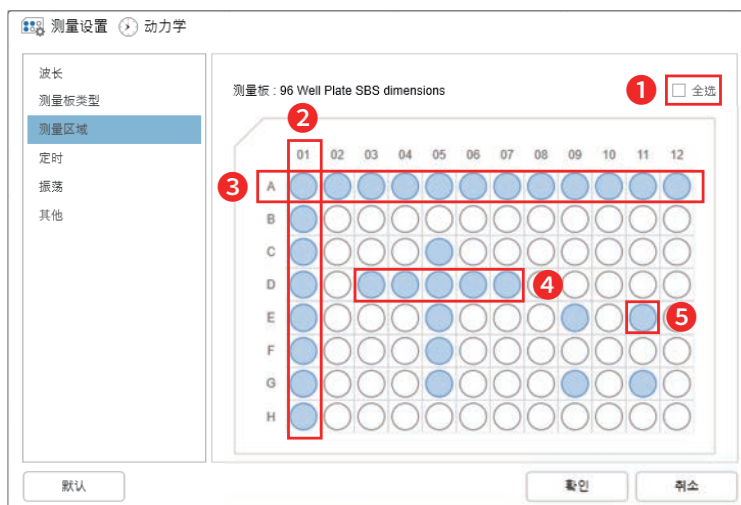 测量设置 动力学
波长
测量板类型
测量区域
定时
振荡
其他
测量板 : 96 Well Plate SBS dimensions
1 全选
2
01 02 03 04 05 06 07 08 09 10 11 12
3 A
B
C
D 4
E 5
F
G
H
默认 확인 취소